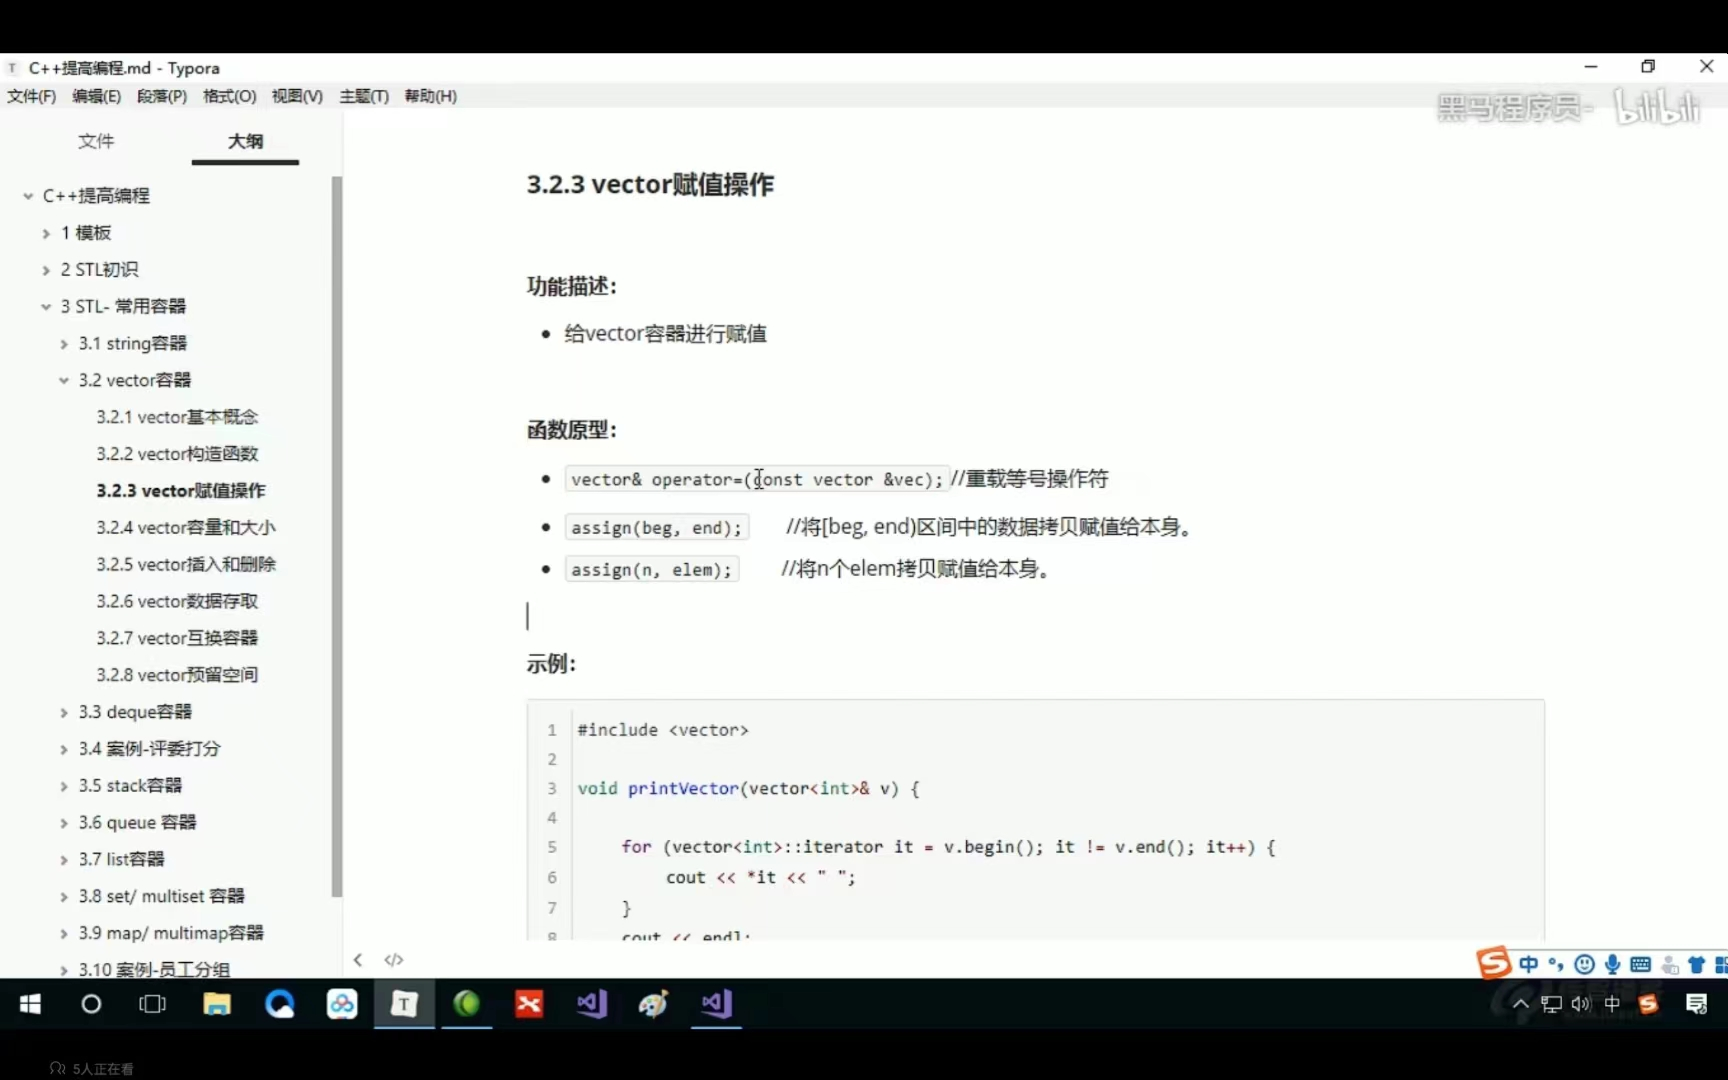 C++提高编程.md - Typora
文件(F) 编辑(E) 段落(P) 格式(O) 视图(V) 主题(T) 帮助(H)
黑马程序员- bilibili
文件 大纲
C++提高编程
1 模板
2 STL初识
3 STL- 常用容器
3.1 string容器
3.2 vector容器
3.2.1 vector基本概念
3.2.2 vector构造函数
3.2.3 vector赋值操作
3.2.4 vector容量和大小
3.2.5 vector插入和删除
3.2.6 vector数据存取
3.2.7 vector互换容器
3.2.8 vector预留空间
3.3 deque容器
3.4 案例-评委打分
3.5 stack容器
3.6 queue 容器
3.7 list容器
3.8 set/ multiset 容器
3.9 map/ multimap容器
3.10 案例-员工分组
3.2.3 vector赋值操作
功能描述：
给vector容器进行赋值
函数原型：
vector& operator=(const vector &vec); //重载等号操作符
assign(beg, end); //将[beg, end)区间中的数据拷贝赋值给本身。
assign(n, elem); //将n个elem拷贝赋值给本身。
示例：
1 #include <vector>
2
3 void printVector(vector<int>& v) {
4
5 for (vector<int>::iterator it = v.begin(); it != v.end(); it++) {
6 cout << *it << " ";
7 }
8 cout << endl;
</> 
中
中
5人正在看